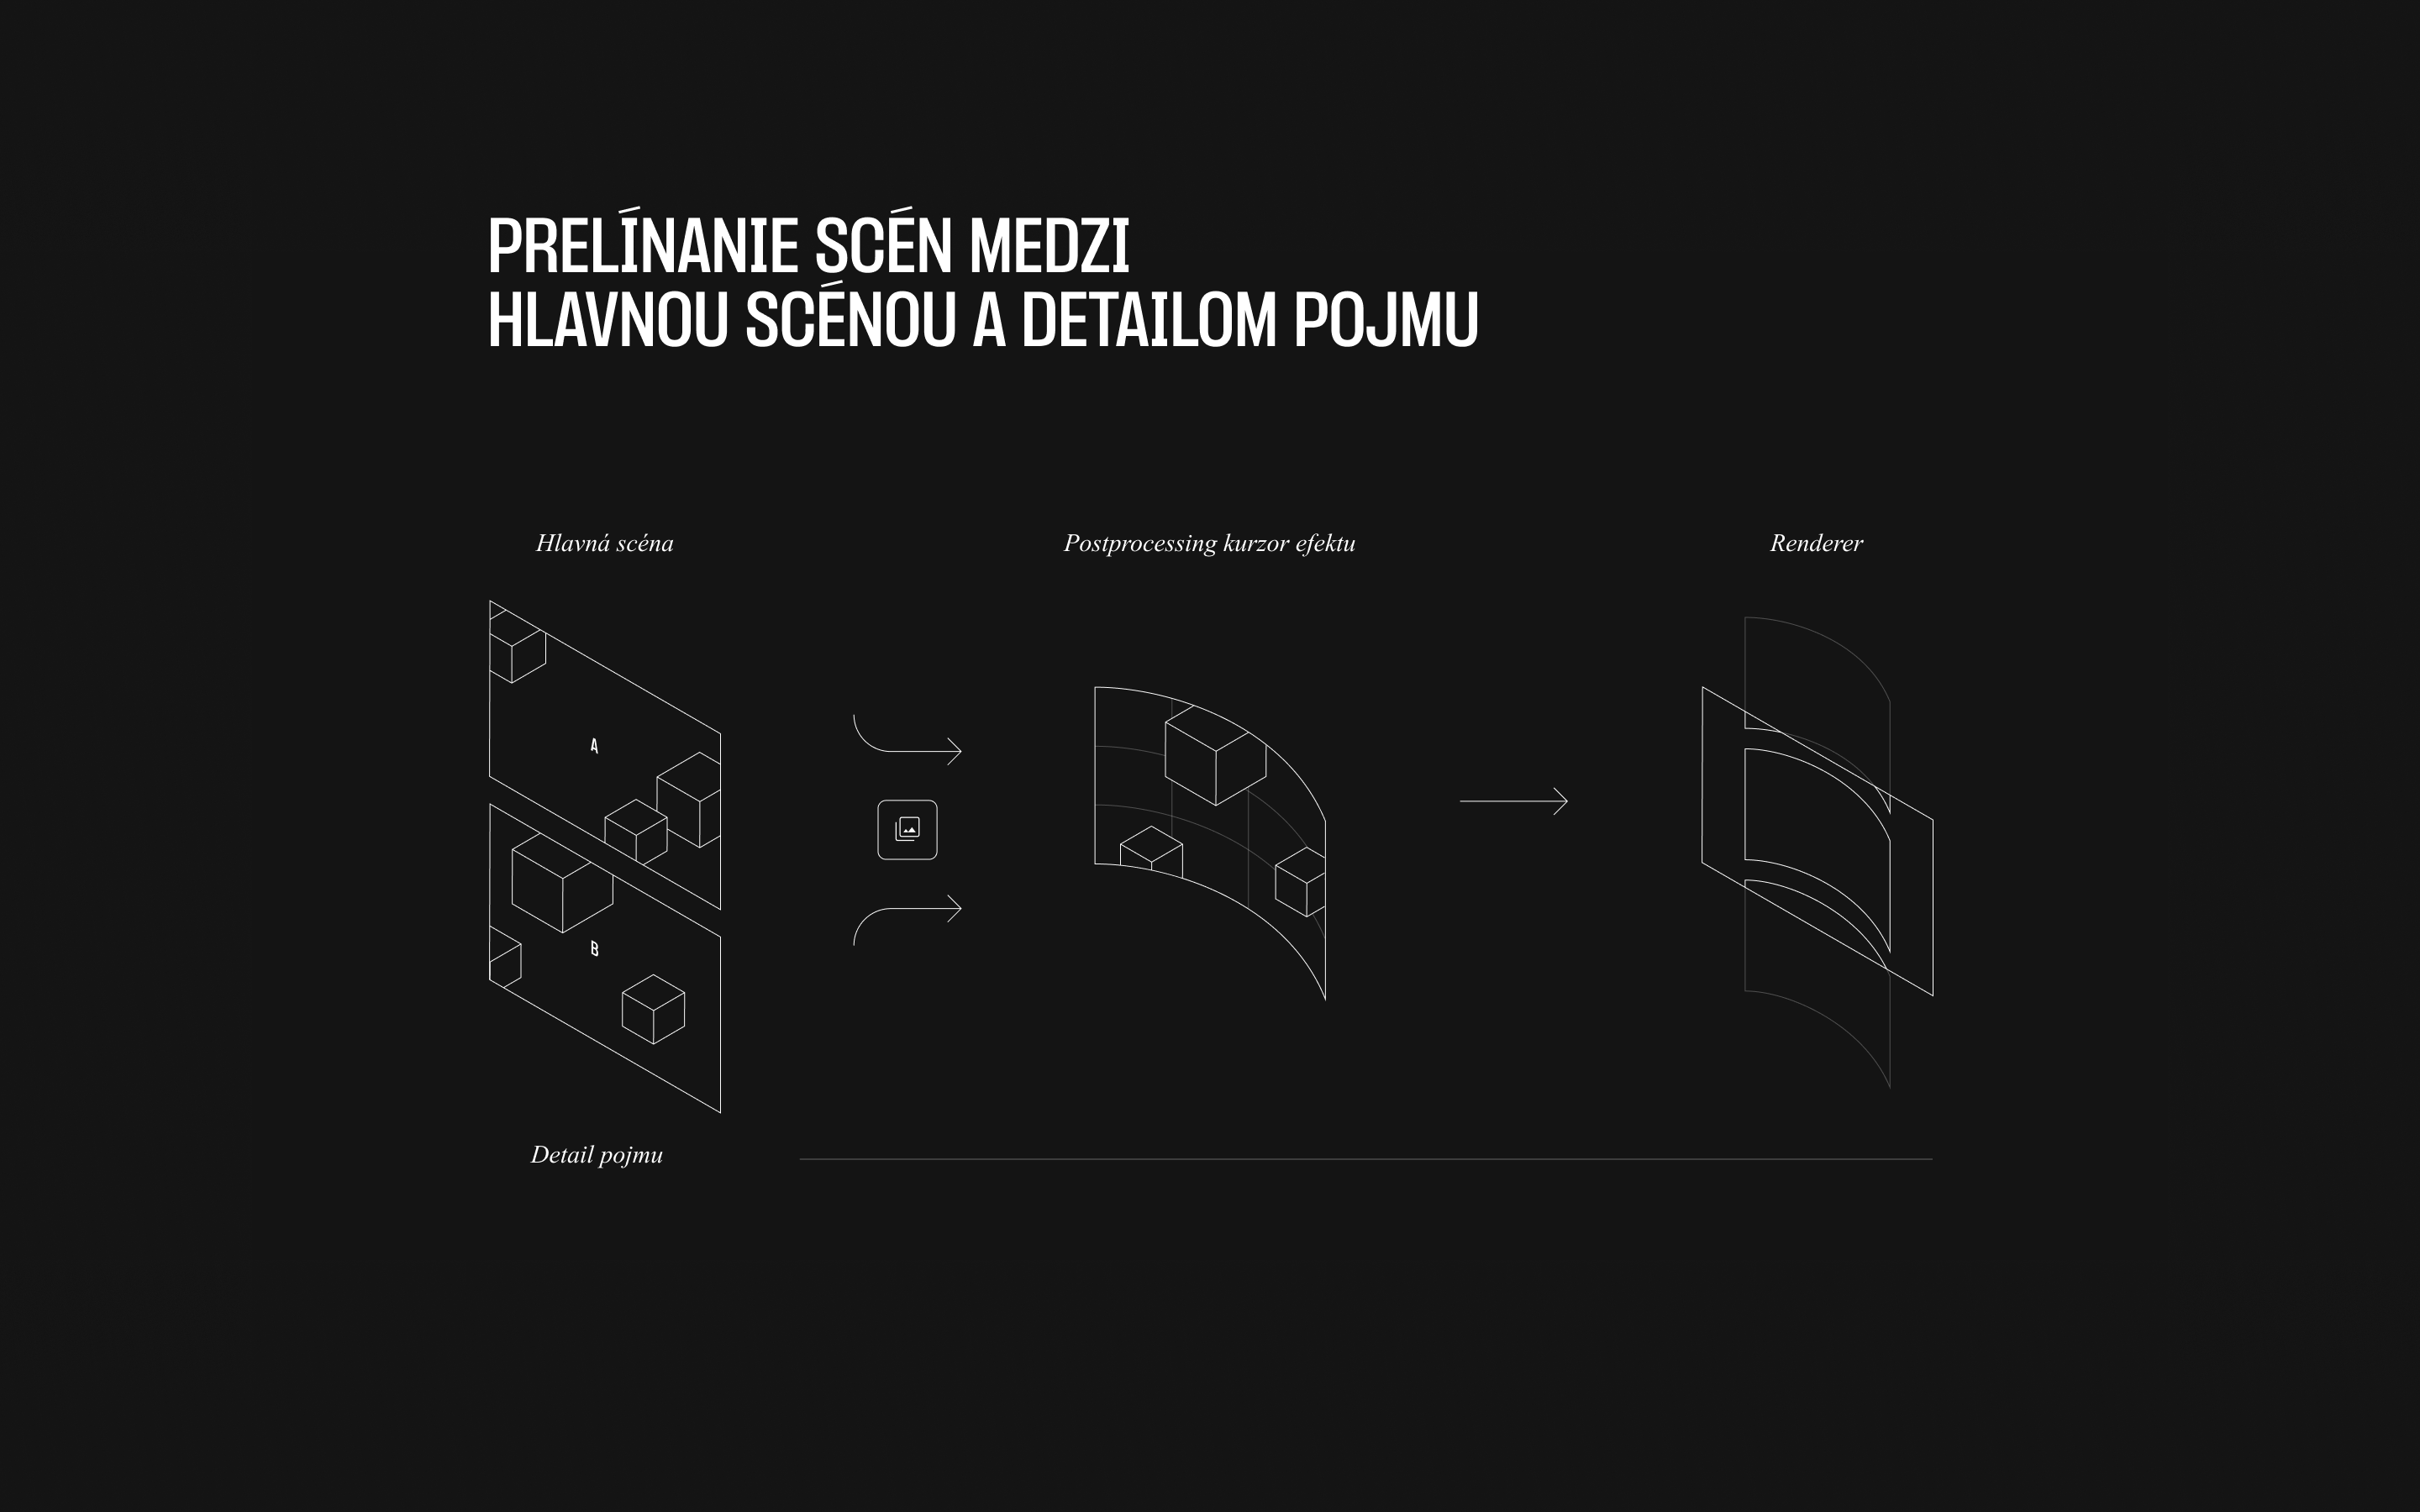 PRELÍNANIE SCÉN MEDZI
HLAVNOU SCÉNOU A DETAILOM POJMU
Hlavná scéna
Postprocessing kurzor efektu
Renderer
A
B
Detail pojmu